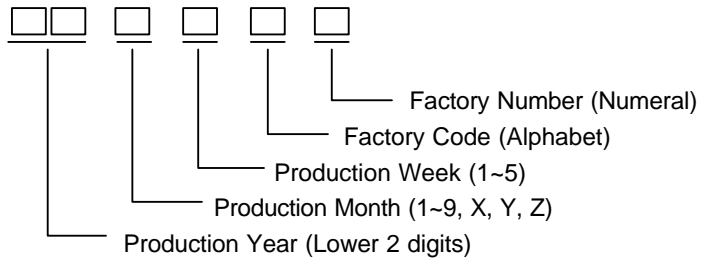 Factory Number (Numeral)
Factory Code (Alphabet)
Production Week (1~5)
Production Month (1~9, X, Y, Z)
Production Year (Lower 2 digits)